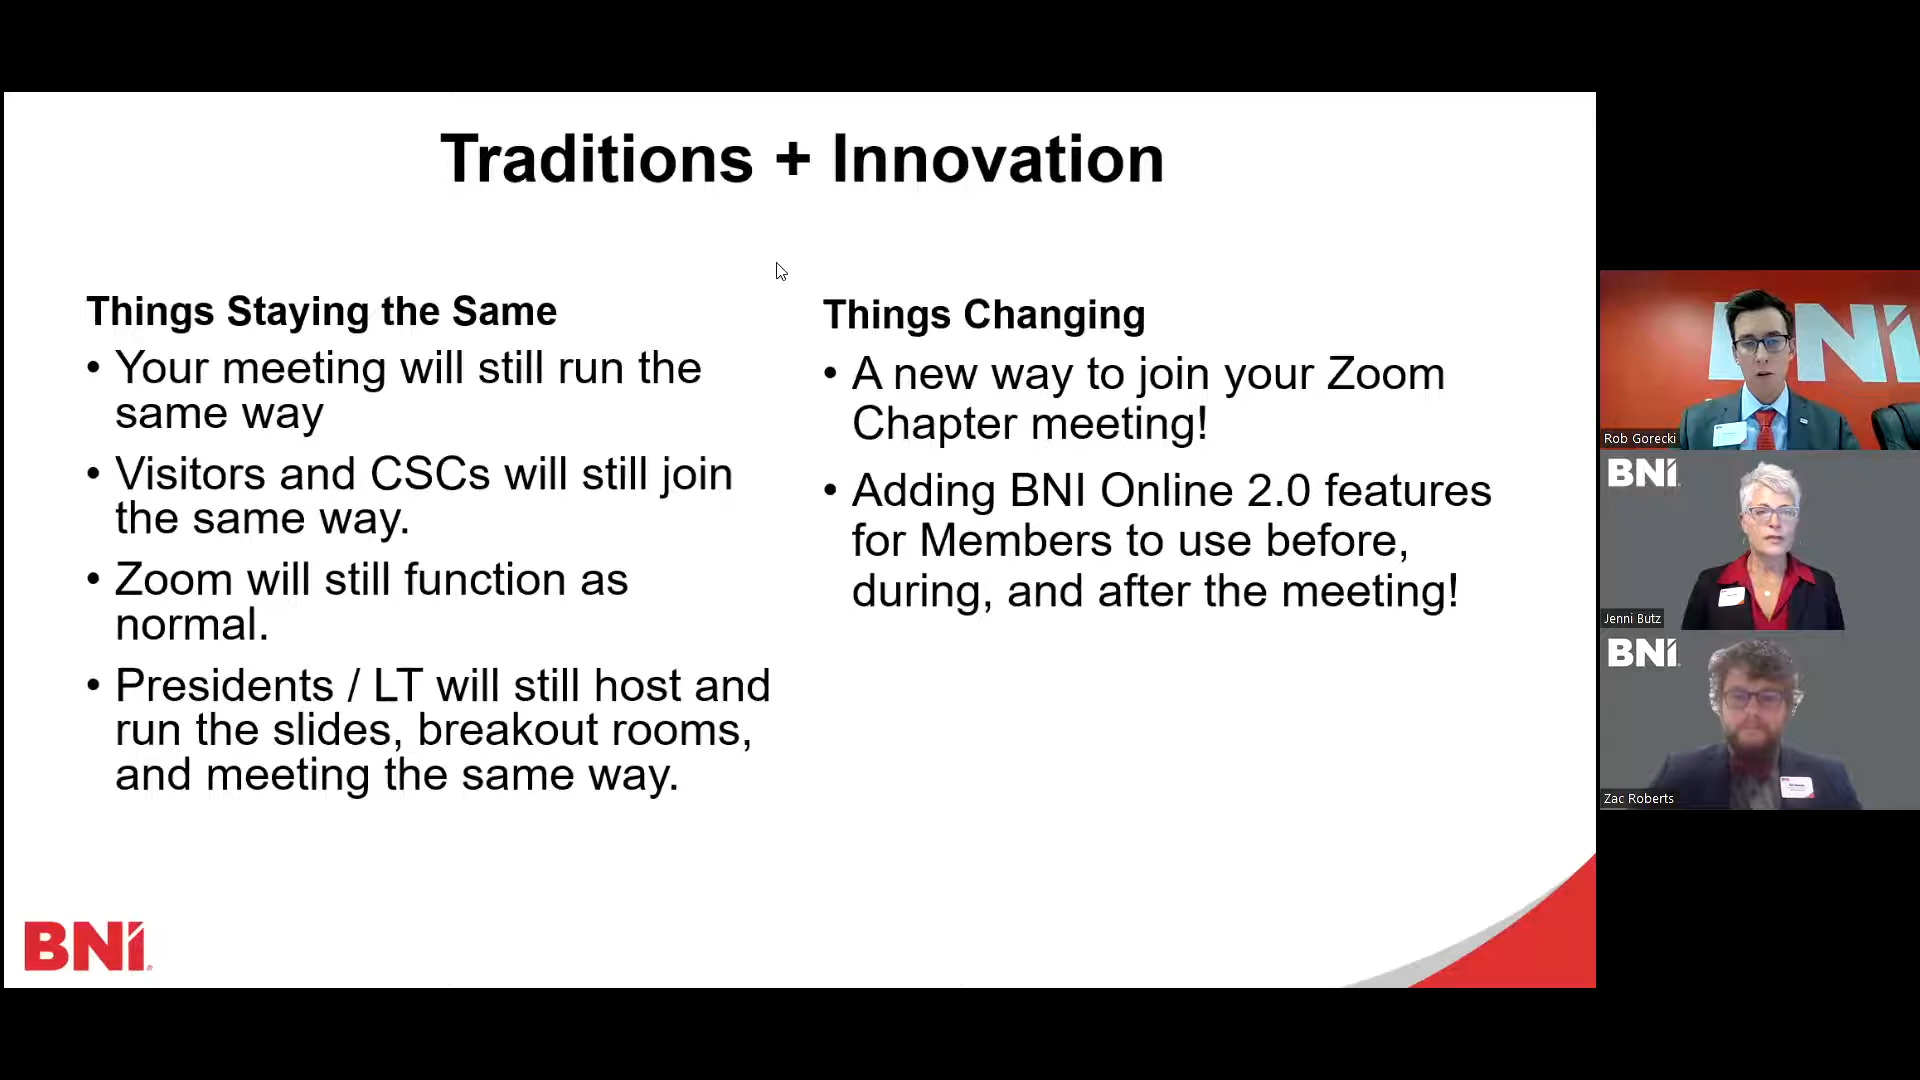 Traditions + Innovation
Things Staying the Same
• Your meeting will still run the
same way
• Visitors and CSCs will still join
the same way.
• Zoom will still function as
normal.
• Presidents / LT will still host and
run the slides, breakout rooms,
and meeting the same way.
Things Changing
• A new way to join your Zoom
Chapter meeting!
• Adding BNI Online 2.0 features
for Members to use before,
during, and after the meeting!
BNI
BNI
Rob Gorecki
BNI
Jenni Butz
BNI
Zac Roberts